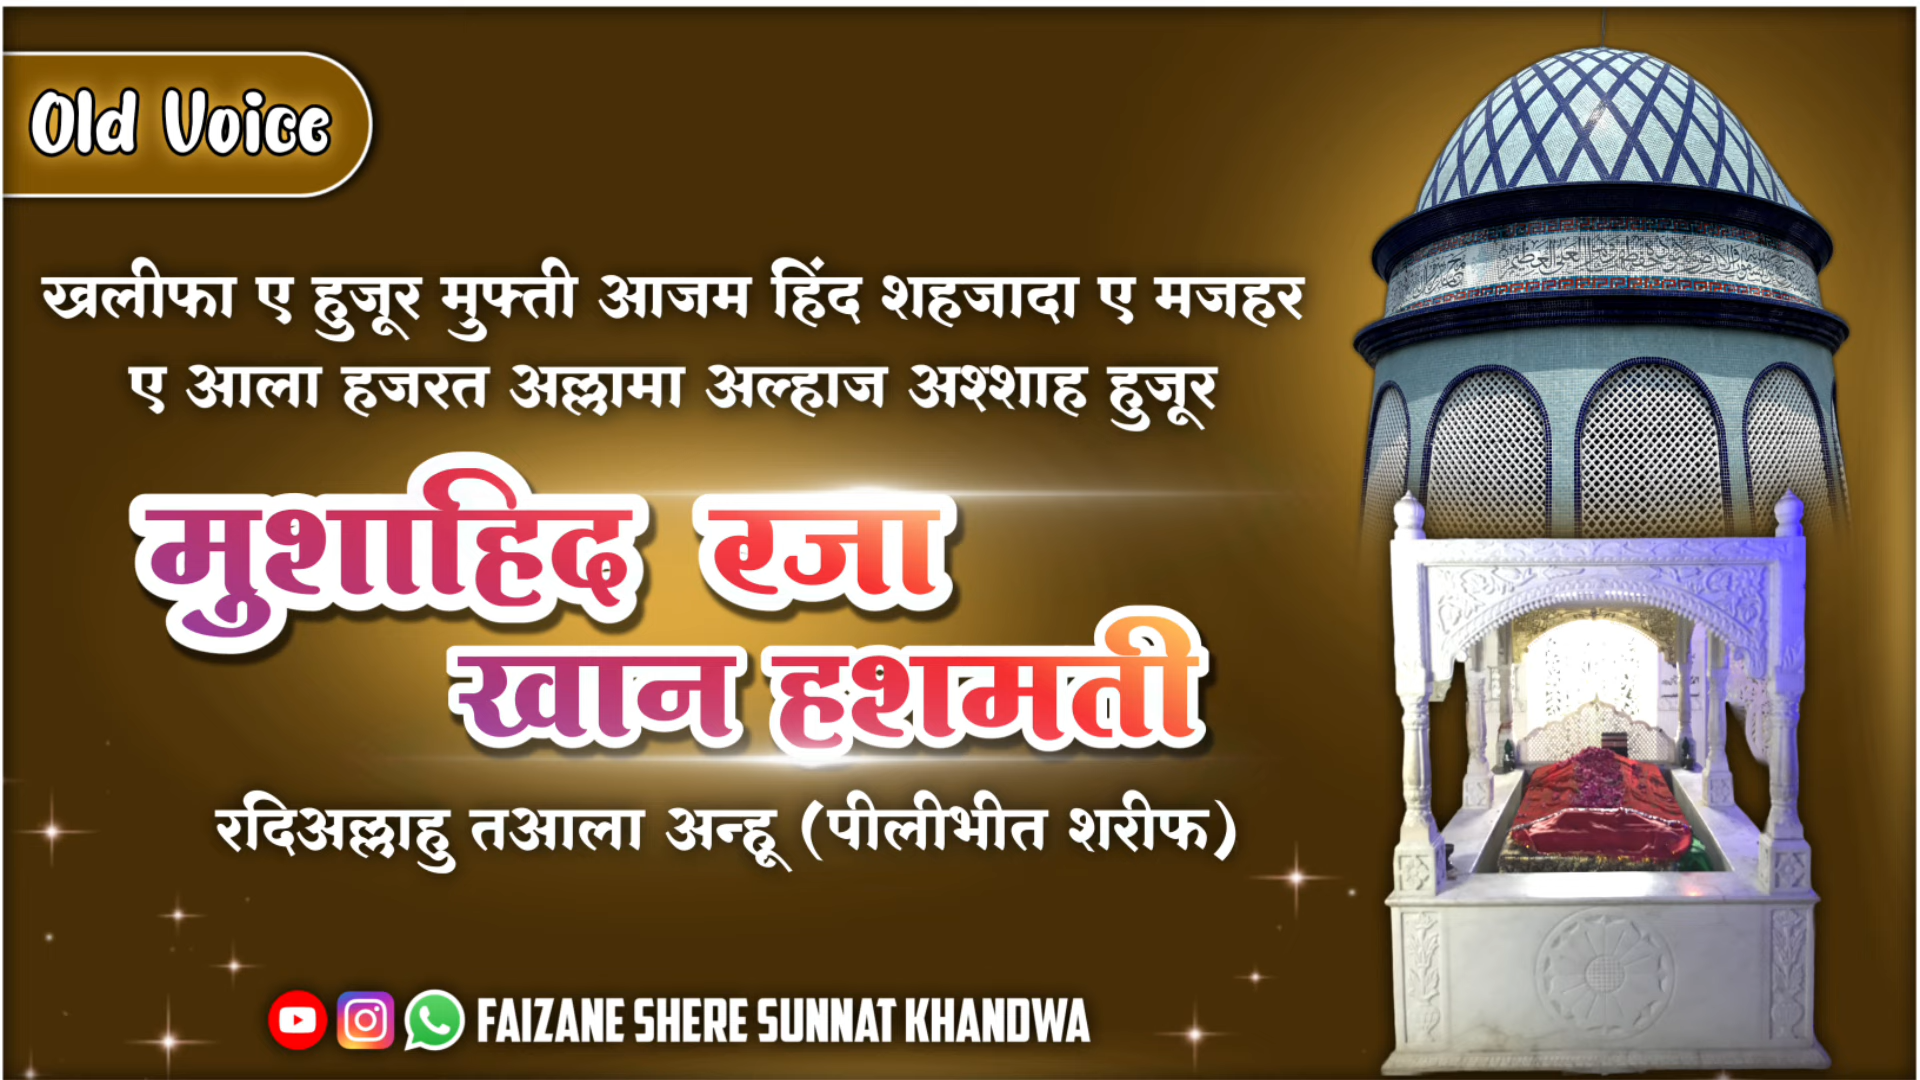 Old Voice
खलीफा ए हुजूर मुफ्ती आजम हिंद शहजादा ए मजहर
ए आला हजरत अल्लामा अल्हाज अश्शाह हुजूर
मुशाहिद रजा
खान हशमती
रदिअल्लाहु तआला अन्हू (पीलीभीत शरीफ)
FAIZANE SHERE SUNNAT KHANDWA